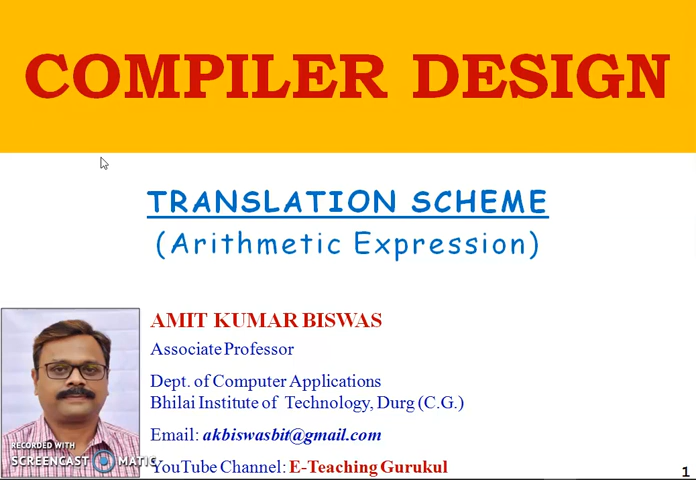 COMPILER DESIGN
TRANSLATION SCHEME
(Arithmetic Expression)
AMIT KUMAR BISWAS
Associate Professor
Dept. of Computer Applications
Bhilai Institute of Technology, Durg (C.G.)
Email: akbiswasbit@gmail.com
RECORDED WITH
SCREENCAST MATIC
YouTube Channel: E-Teaching Gurukul
1